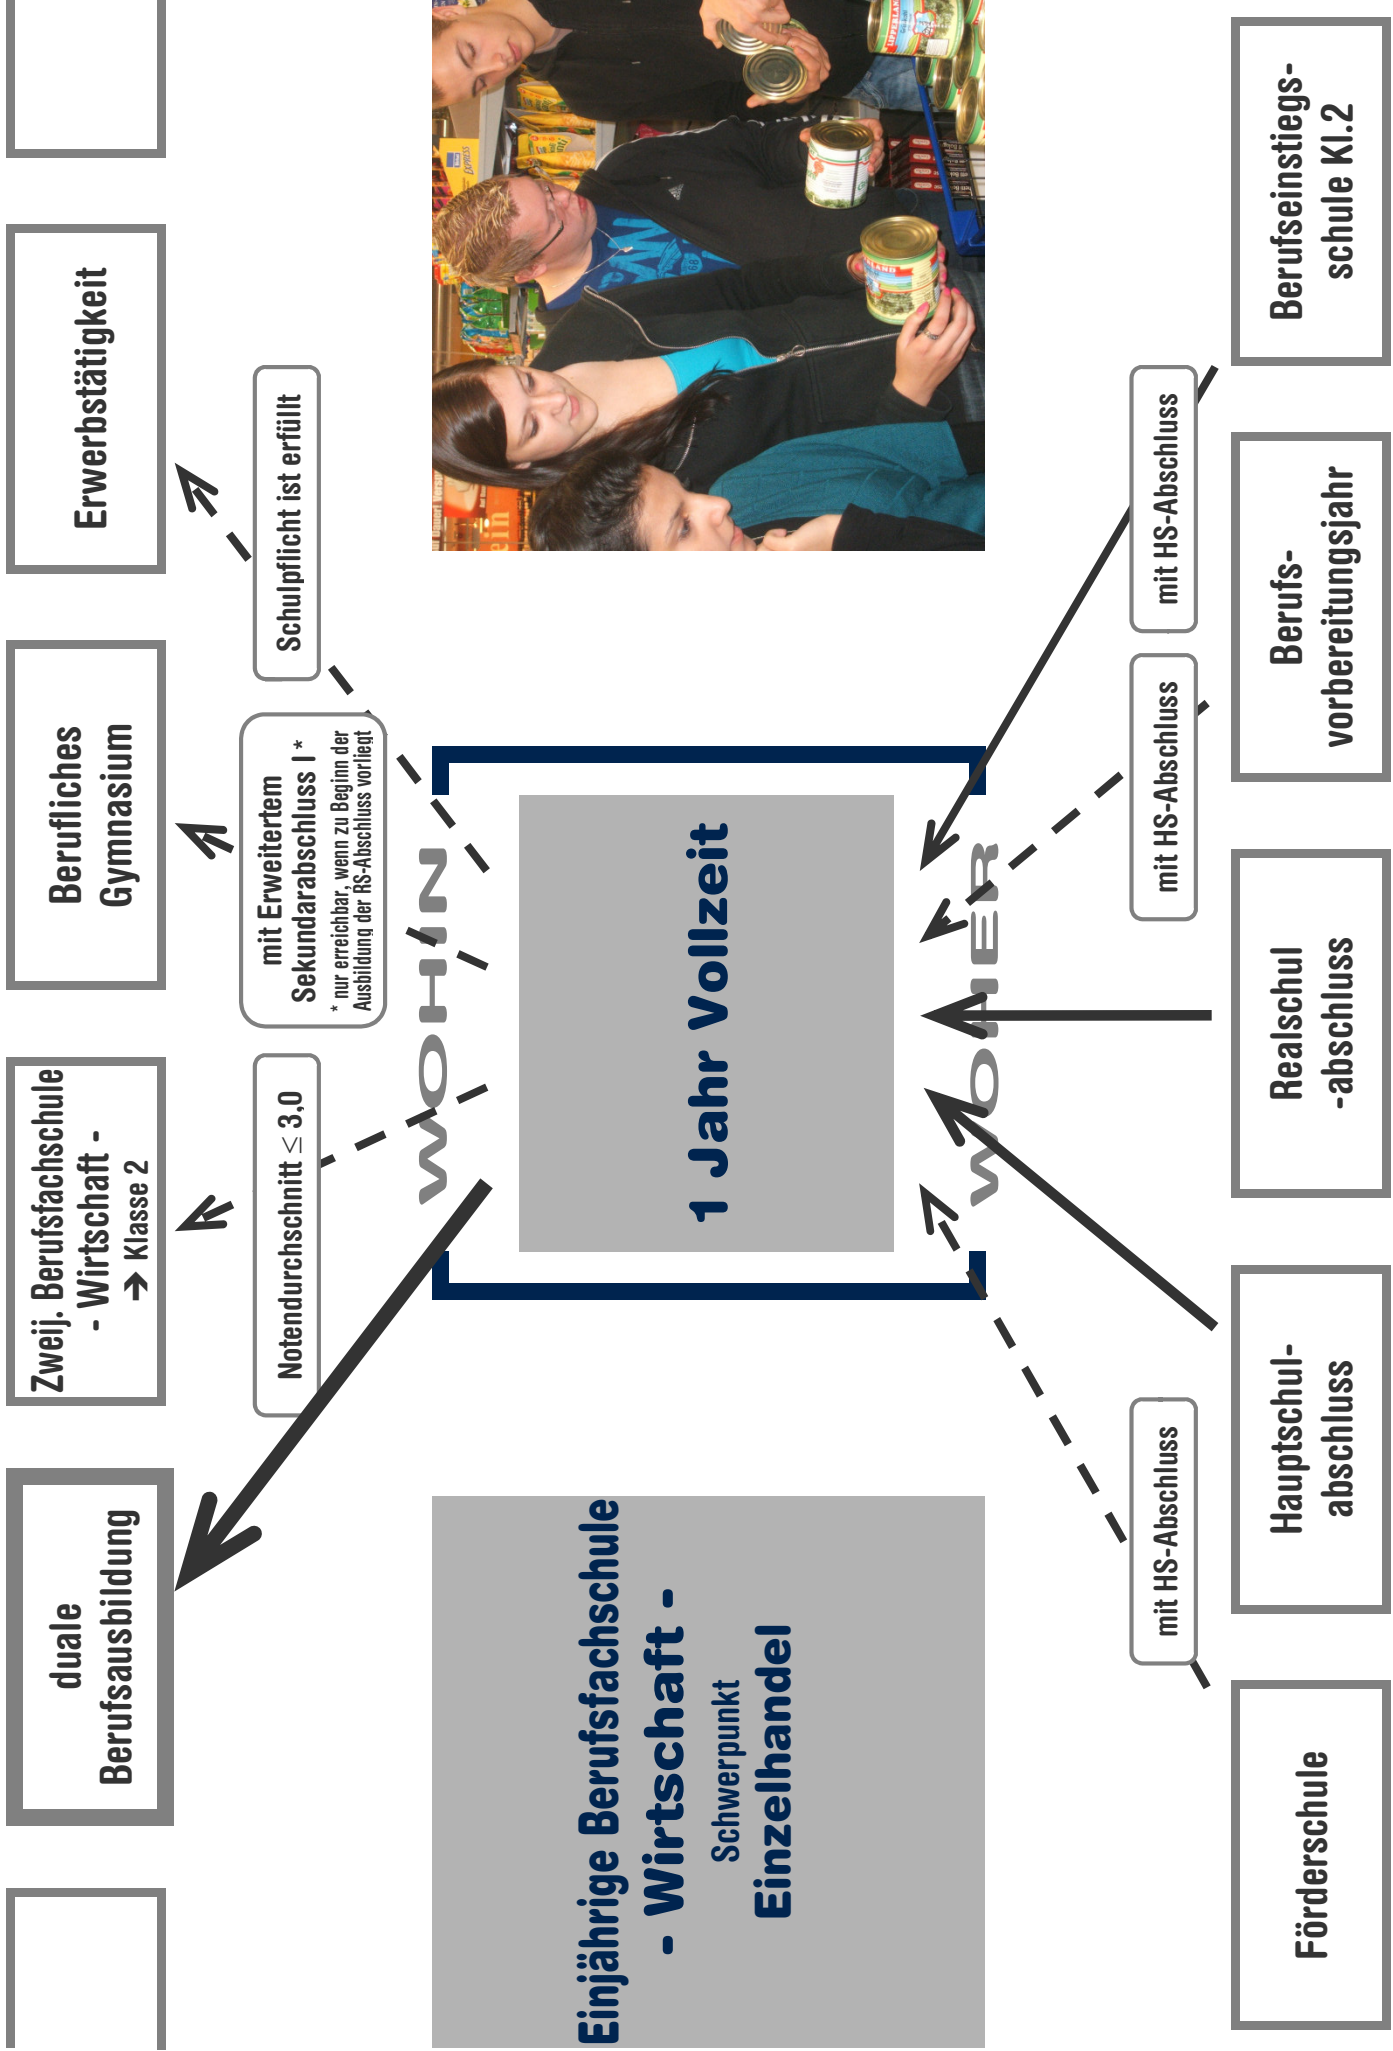 duale
Berufsausbildung
Zweij. Berufsfachschule
- Wirtschaft -
➔ Klasse 2
Berufliches
Gymnasium
Erwerbstätigkeit
Notendurchschnitt ≤ 3,0
mit Erweitertem
Sekundarabschluss I *
* nur erreichbar, wenn zu Beginn der
Ausbildung der RS-Abschluss vorliegt
Schulpflicht ist erfüllt
WOHIN
Einjährige Berufsfachschule
- Wirtschaft -
Schwerpunkt
Einzelhandel
1 Jahr Vollzeit
WOHER
EXPRESS
LIPPERLAND
68
mit HS-Abschluss
mit HS-Abschluss
mit HS-Abschluss
Förderschule
Hauptschul-
abschluss
Realschul
-abschluss
Berufs-
vorbereitungsjahr
Berufseinstiegs-
schule Kl.2